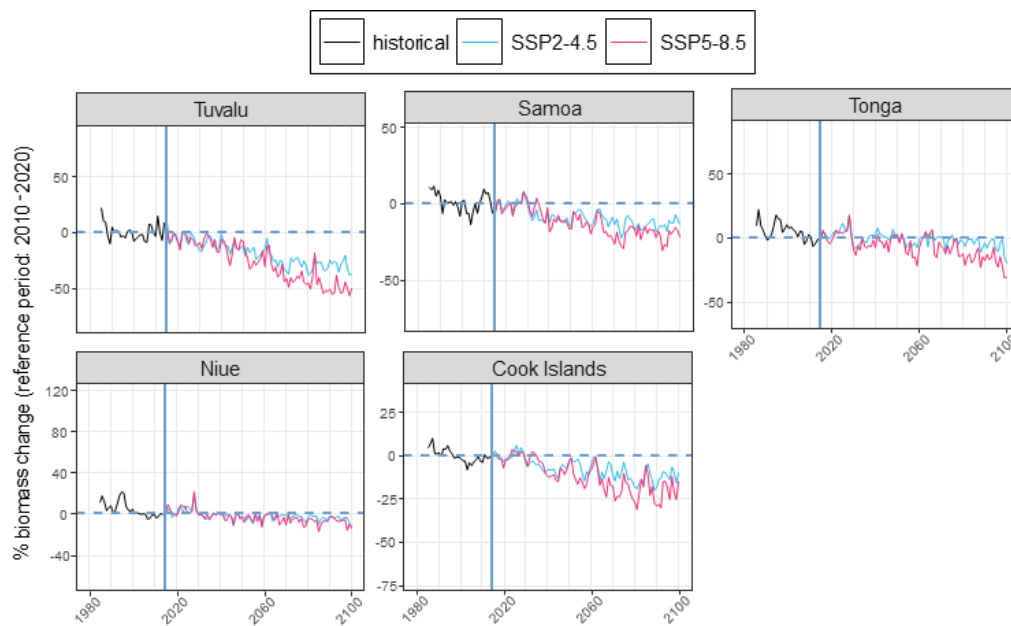 historical SSP2-4.5 SSP5-8.5
% biomass change (reference period: 2010 -2020)
Tuvalu
50
0
-50
Samoa
50
0
-50
Tonga
50
0
-50
1980 2020 2060 2100
Niue
120
80
40
0
-40
1980 2020 2060 2100
Cook Islands
25
0
-25
-50
-75
1980 2020 2060 2100